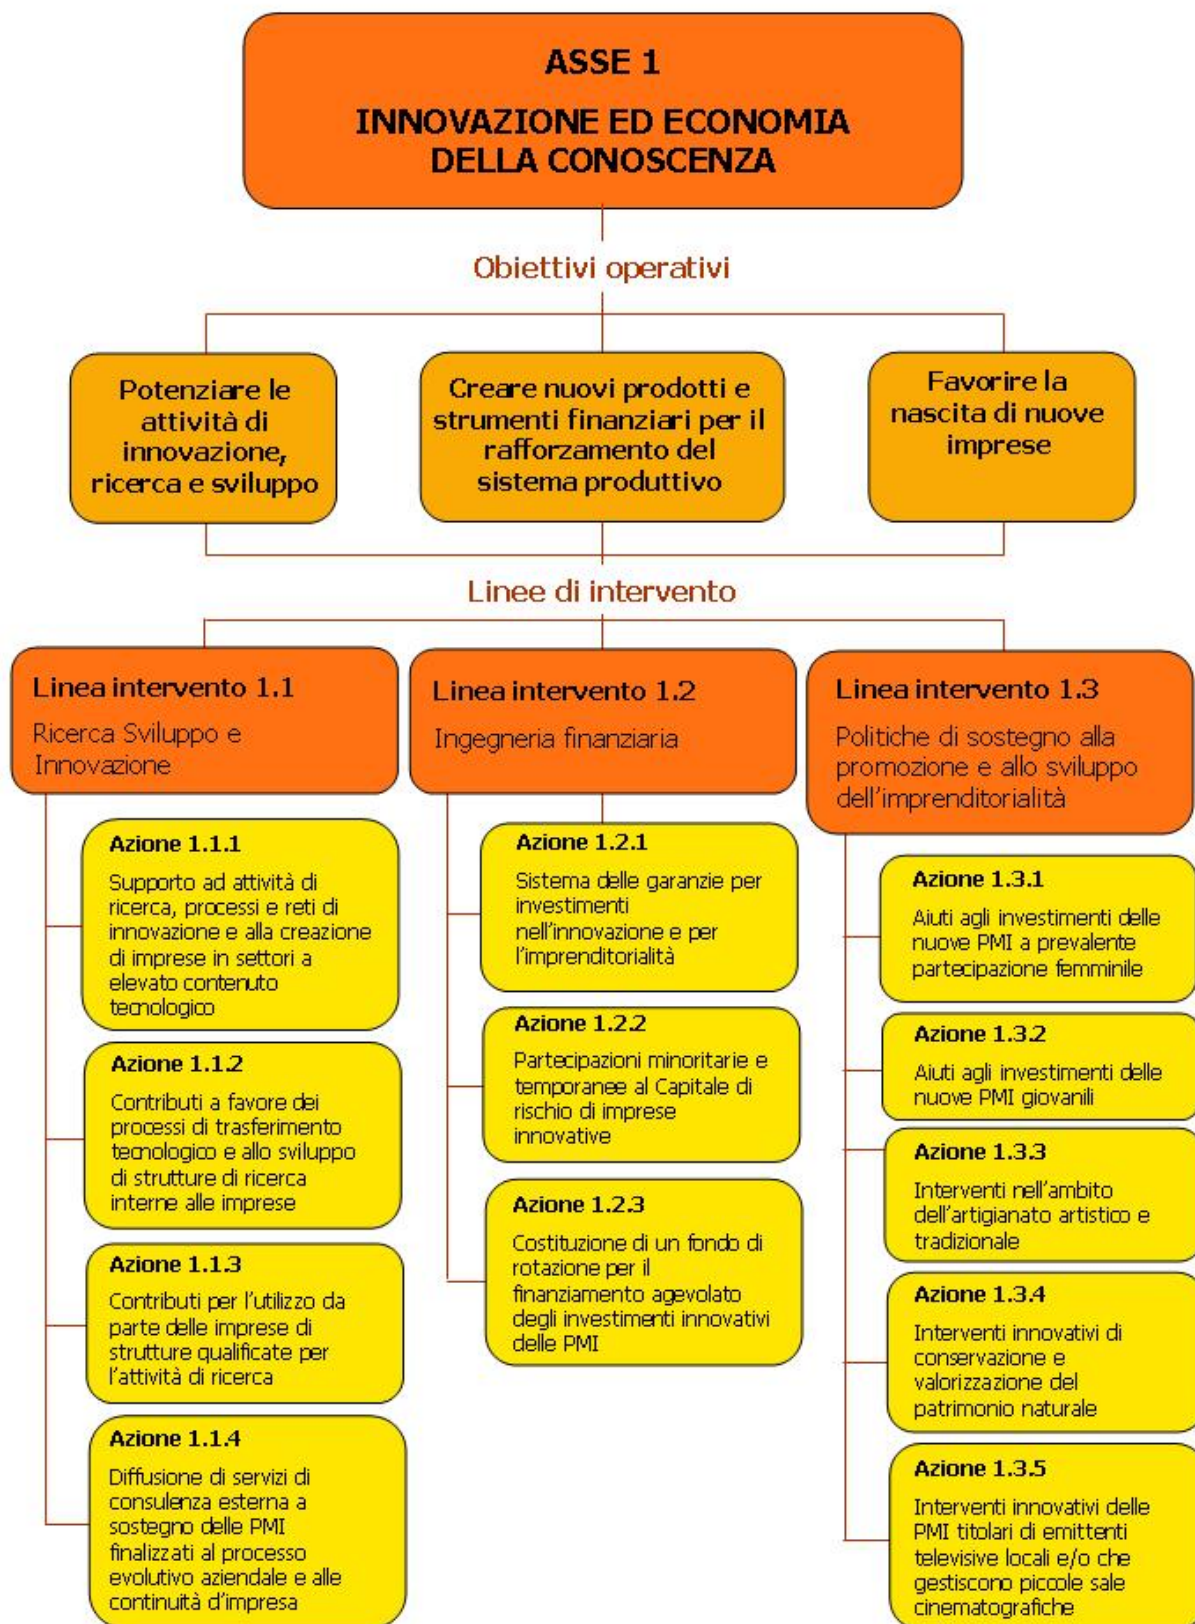 ASSE 1
INNOVAZIONE ED ECONOMIA
DELLA CONOSCENZA
Obiettivi operativi
Potenziare le
attività di
innovazione,
ricerca e sviluppo
Creare nuovi prodotti e
strumenti finanziari per il
rafforzamento del
sistema produttivo
Favorire la
nascita di nuove
imprese
Linee di intervento
Linea intervento 1.1
Ricerca Sviluppo e
Innovazione
Azione 1.1.1
Supporto ad attività di
ricerca, processi e reti di
innovazione e alla creazione
di imprese in settori a
elevato contenuto
tecnologico
Azione 1.1.2
Contributi a favore dei
processi di trasferimento
tecnologico e allo sviluppo
di strutture di ricerca
interne alle imprese
Azione 1.1.3
Contributi per l'utilizzo da
parte delle imprese di
strutture qualificate per
l'attività di ricerca
Azione 1.1.4
Diffusione di servizi di
consulenza esterna a
sostegno delle PMI
finalizzati al processo
evolutivo aziendale e alle
continuità d'impresa
Linea intervento 1.2
Ingegneria finanziaria
Azione 1.2.1
Sistema delle garanzie per
investimenti
nell'innovazione e per
l'imprenditorialità
Azione 1.2.2
Partecipazioni minoritarie e
temporanee al Capitale di
rischio di imprese
innovative
Azione 1.2.3
Costituzione di un fondo di
rotazione per il
finanziamento agevolato
degli investimenti innovativi
delle PMI
Linea intervento 1.3
Politiche di sostegno alla
promozione e allo sviluppo
dell'imprenditorialità
Azione 1.3.1
Aiuti agli investimenti delle
nuove PMI a prevalente
partecipazione femminile
Azione 1.3.2
Aiuti agli investimenti delle
nuove PMI giovanili
Azione 1.3.3
Interventi nell'ambito
dell'artigianato artistico e
tradizionale
Azione 1.3.4
Interventi innovativi di
conservazione e
valorizzazione del
patrimonio naturale
Azione 1.3.5
Interventi innovativi delle
PMI titolari di emittenti
televisive locali e/o che
gestiscono piccole sale
cinematografiche